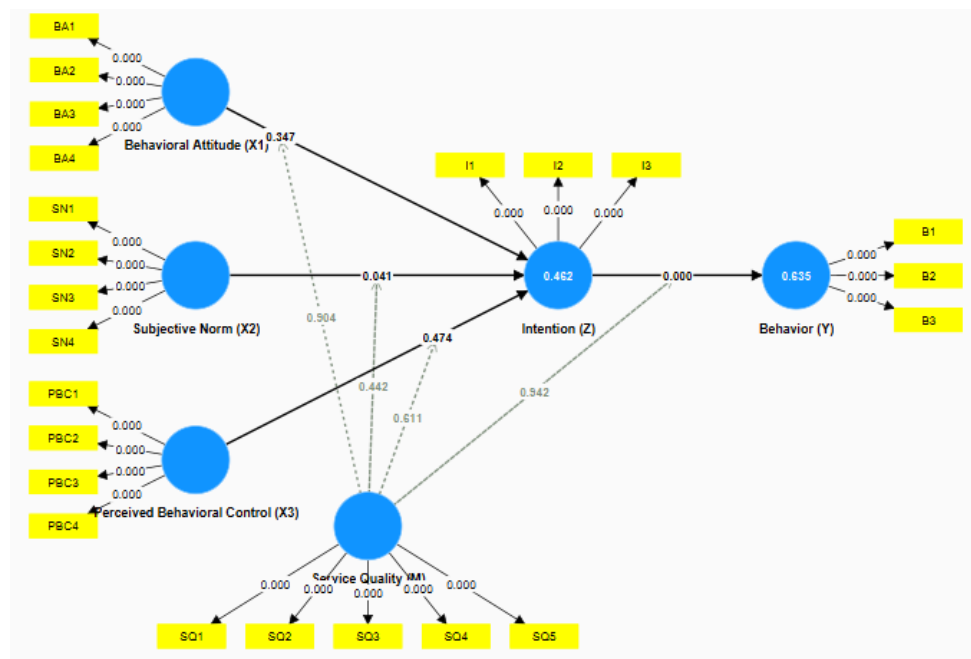 BA1
0.000
BA2
0.000
BA3
0.000
BA4
0.000
Behavioral Attitude (X1)
0.347
SN1
0.000
SN2
0.000
SN3
0.000
SN4
0.000
Subjective Norm (X2)
0.041
PBC1
0.000
PBC2
0.000
PBC3
0.000
PBC4
0.000
Perceived Behavioral Control (X3)
0.474
I1
I2
I3
0.000
0.000
0.000
0.462
Intention (Z)
0.000
0.635
Behavior (Y)
B1
0.000
B2
0.000
B3
0.000
0.904
0.442
0.611
0.942
Service Quality (M)
0.000
0.000
0.000
0.000
0.000
SQ1
SQ2
SQ3
SQ4
SQ5